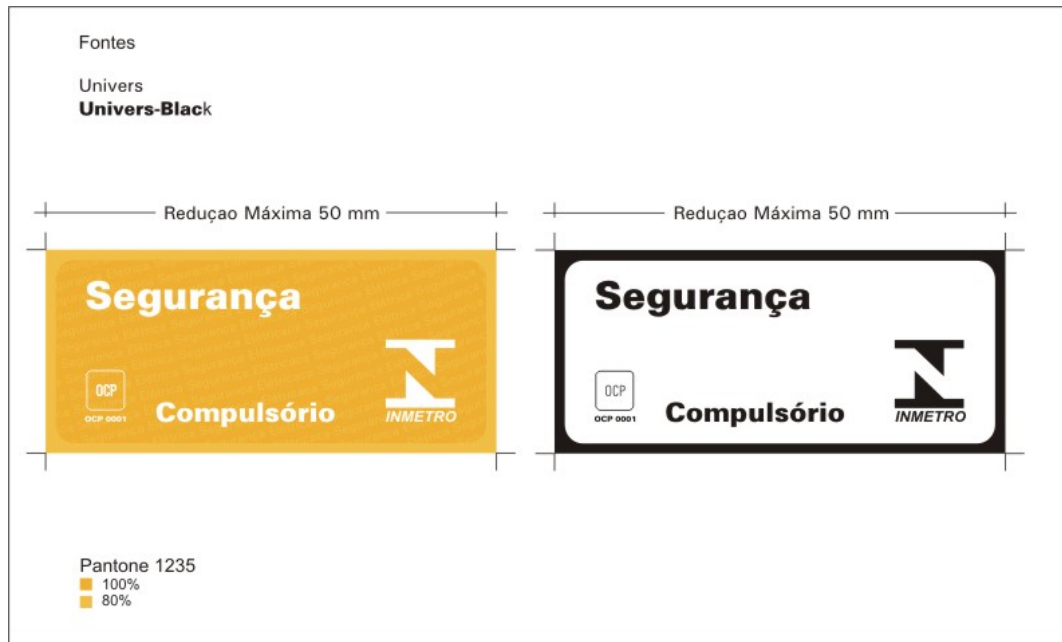 Fontes
Univers
Univers-Black
Reduçao Máxima 50 mm
Reduçao Máxima 50 mm
Segurança
OCP
OCP 0001
Compulsório
INMETRO
Segurança
OCP
OCP 0001
Compulsório
INMETRO
Pantone 1235
100%
80%